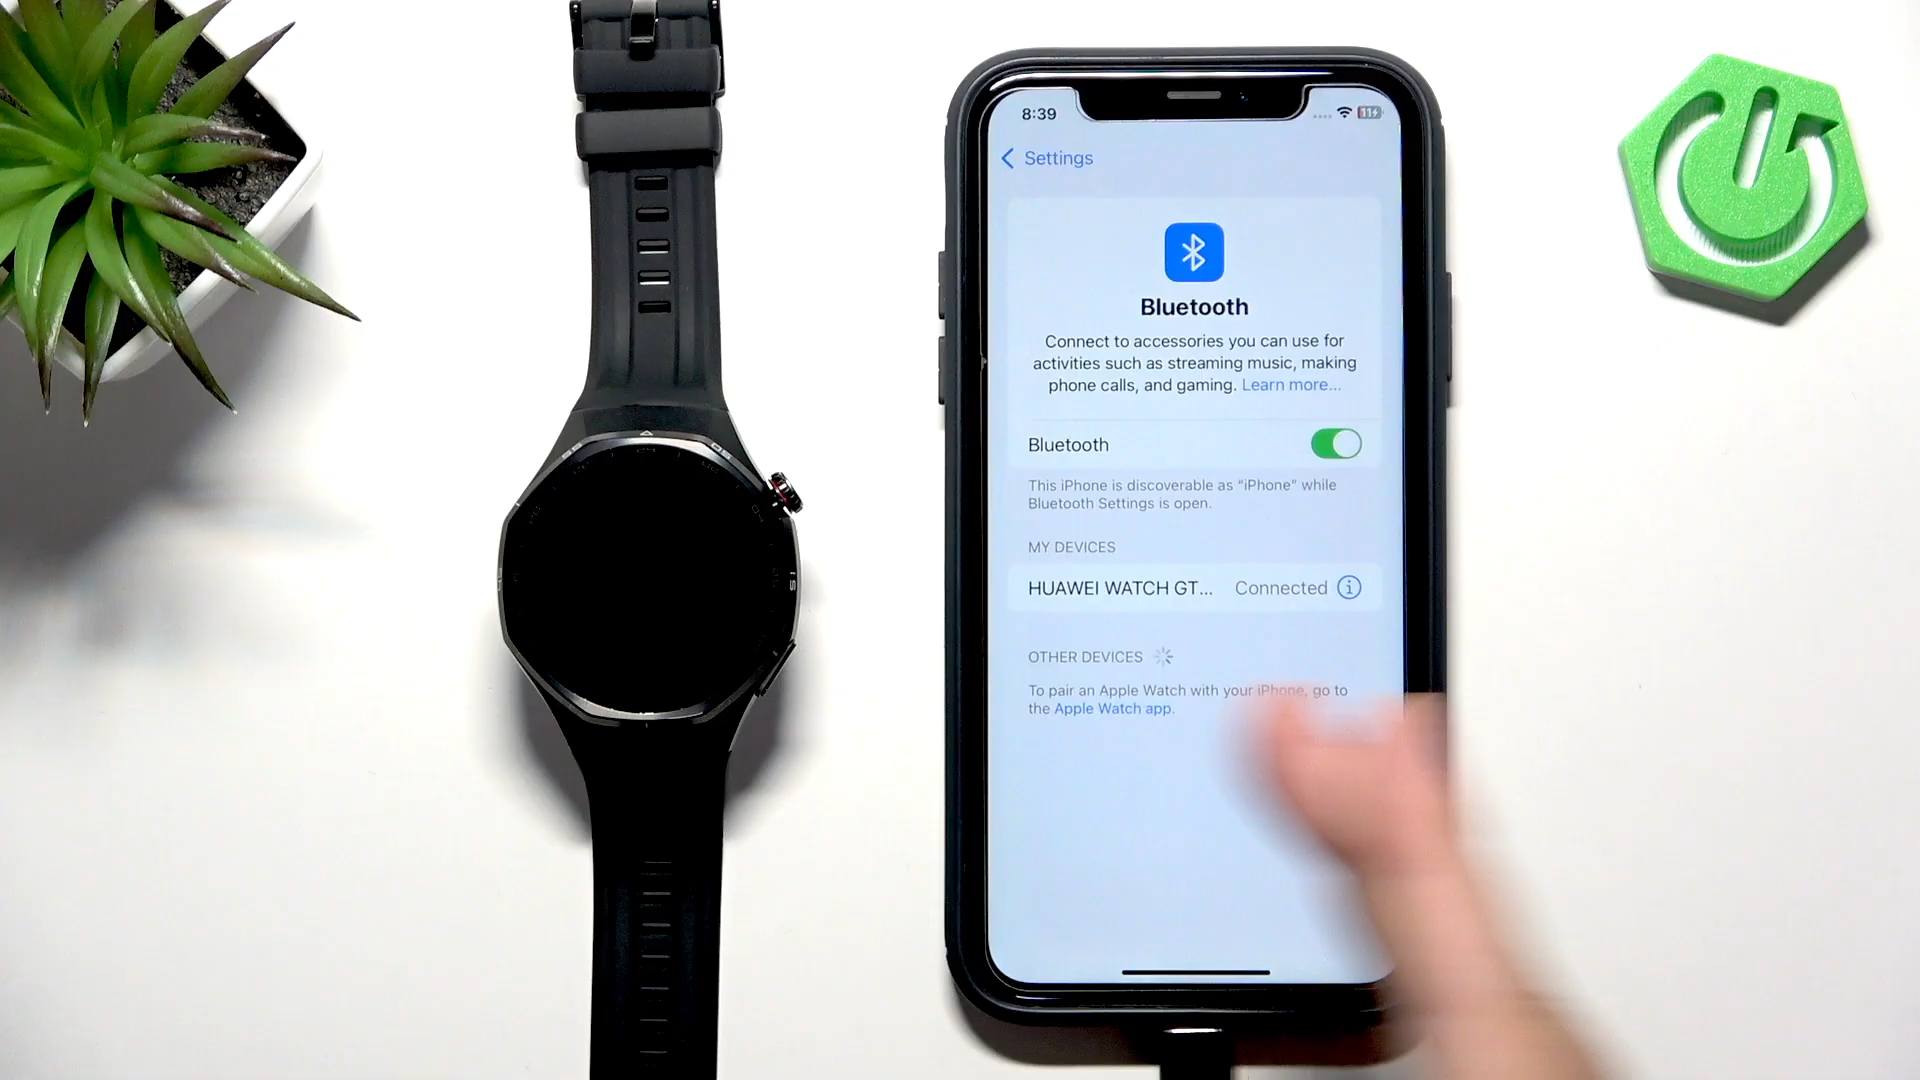 8:39
11
Settings
Bluetooth
Connect to accessories you can use for
activities such as streaming music, making
phone calls, and gaming. Learn more...
Bluetooth
This iPhone is discoverable as “iPhone” while
Bluetooth Settings is open.
MY DEVICES
HUAWEI WATCH GT... Connected
OTHER DEVICES
To pair an Apple Watch with your iPhone, go to
the Apple Watch app.